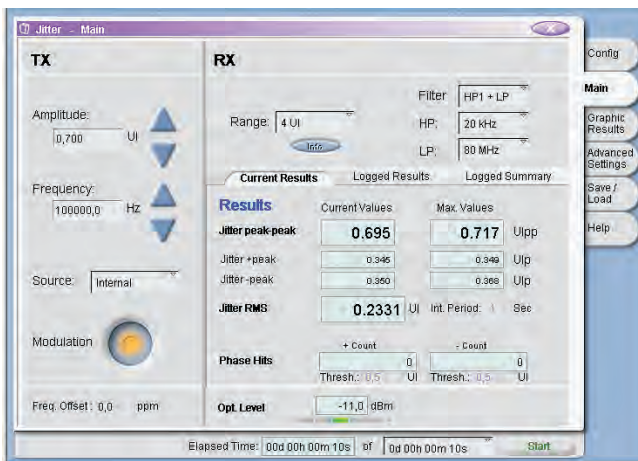 Jitter - Main
TX
RX
Config
Main
Graphic Results
Advanced Settings
Save / Load
Help
Amplitude:
0,700 UI
Frequency:
100000,0 Hz
Source: Internal
Modulation
Freq. Offset: 0,0 ppm
Range: 4 UI
Info
Filter HP1 + LP
HP: 20 kHz
LP: 80 MHz
Current Results Logged Results Logged Summary
Results Current Values Max. Values
Jitter peak-peak 0.695 0.717 UIpp
Jitter +peak 0.345 0.349 UIp
Jitter -peak 0.350 0.368 UIp
Jitter RMS 0.2331 UI Int. Period: 1 Sec
+ Count - Count
Phase Hits 0 0
Thresh.: 0,5 UI Thresh.: 0,5 UI
Opt. Level -11,0 dBm
Elapsed Time: 00d 00h 00m 10s of 0d 00h 00m 10s Start